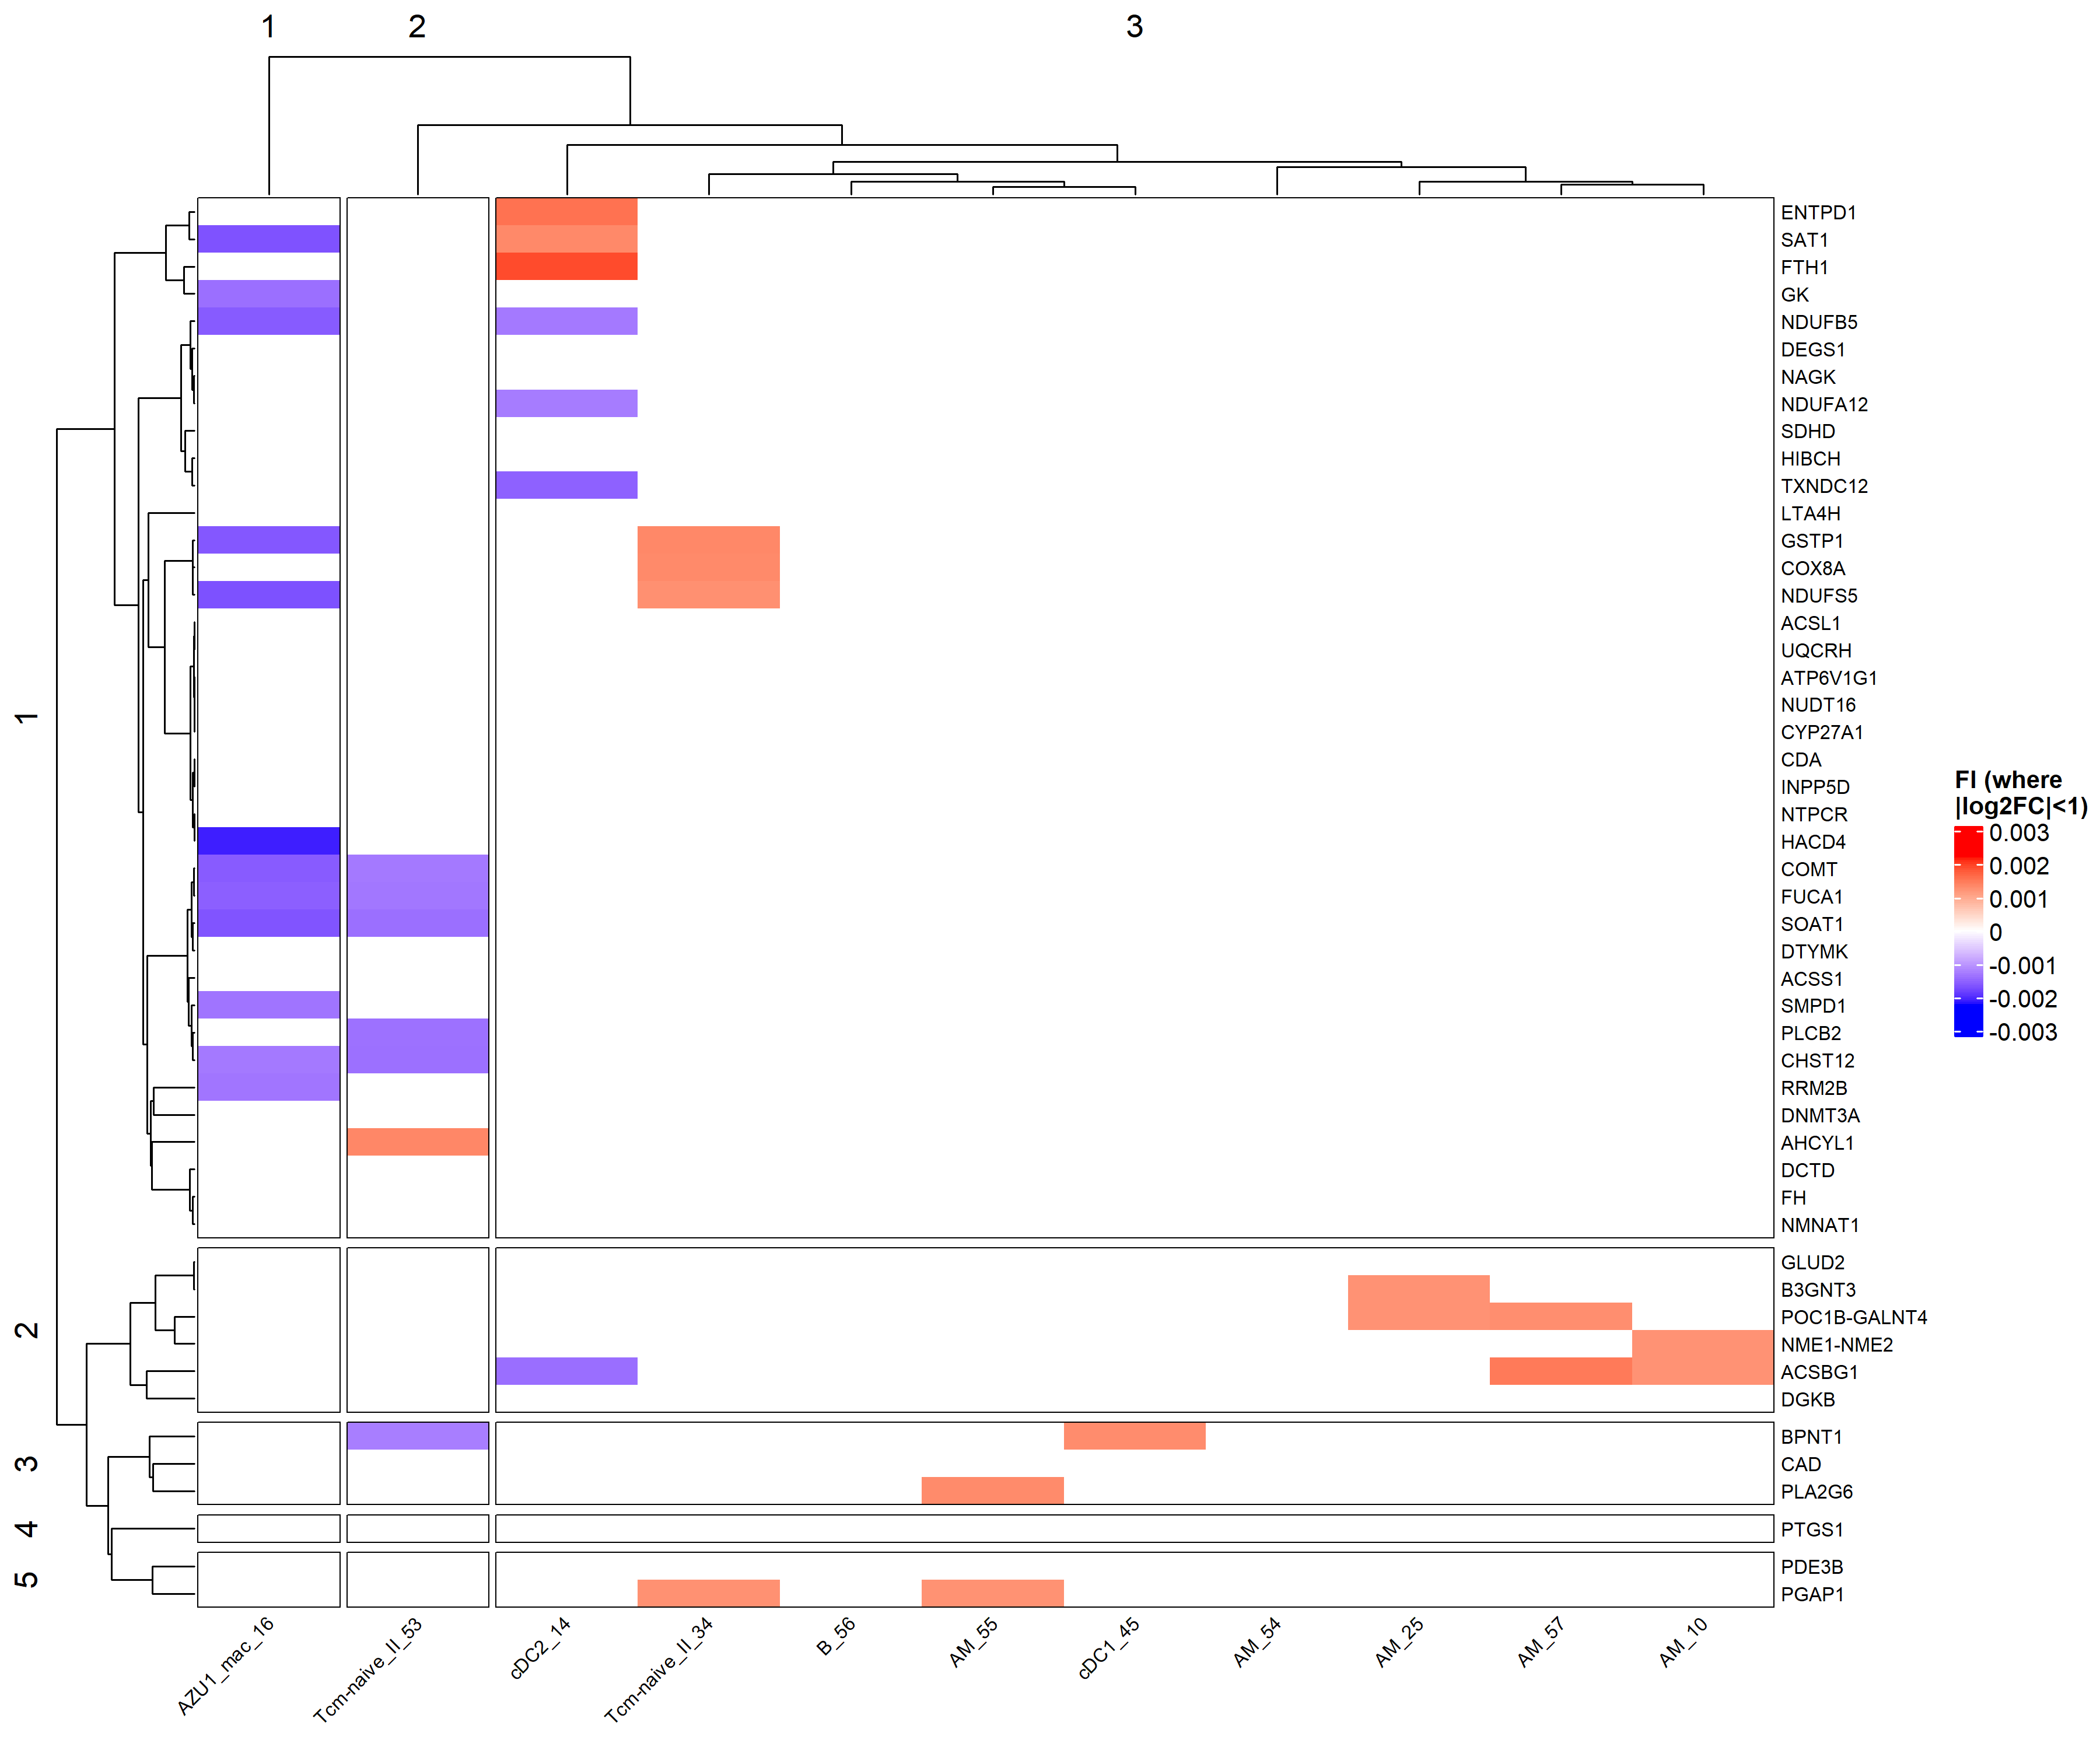 1 2 3
ENTPD1
SAT1
FTH1
GK
NDUFB5
DEGS1
NAGK
NDUFA12
SDHD
HIBCH
TXNDC12
LTA4H
GSTP1
COX8A
NDUFS5
ACSL1
UQCRH
ATP6V1G1
NUDT16
CYP27A1
CDA
INPP5D
NTPCR
HACD4
COMT
FUCA1
SOAT1
DTYMK
ACSS1
SMPD1
PLCB2
CHST12
RRM2B
DNMT3A
AHCYL1
DCTD
FH
NMNAT1
GLUD2
B3GNT3
POC1B-GALNT4
NME1-NME2
ACSBG1
DGKB
BPNT1
CAD
PLA2G6
PTGS1
PDE3B
PGAP1
1
2
3
4
5
AZU1_mac_16
Tcm-naive_II_53
cDC2_14
Tcm-naive_II_34
B_56
AM_55
cDC1_45
AM_54
AM_25
AM_57
AM_10
FI (where
|log2FC|<1)
0.003
0.002
0.001
0
-0.001
-0.002
-0.003